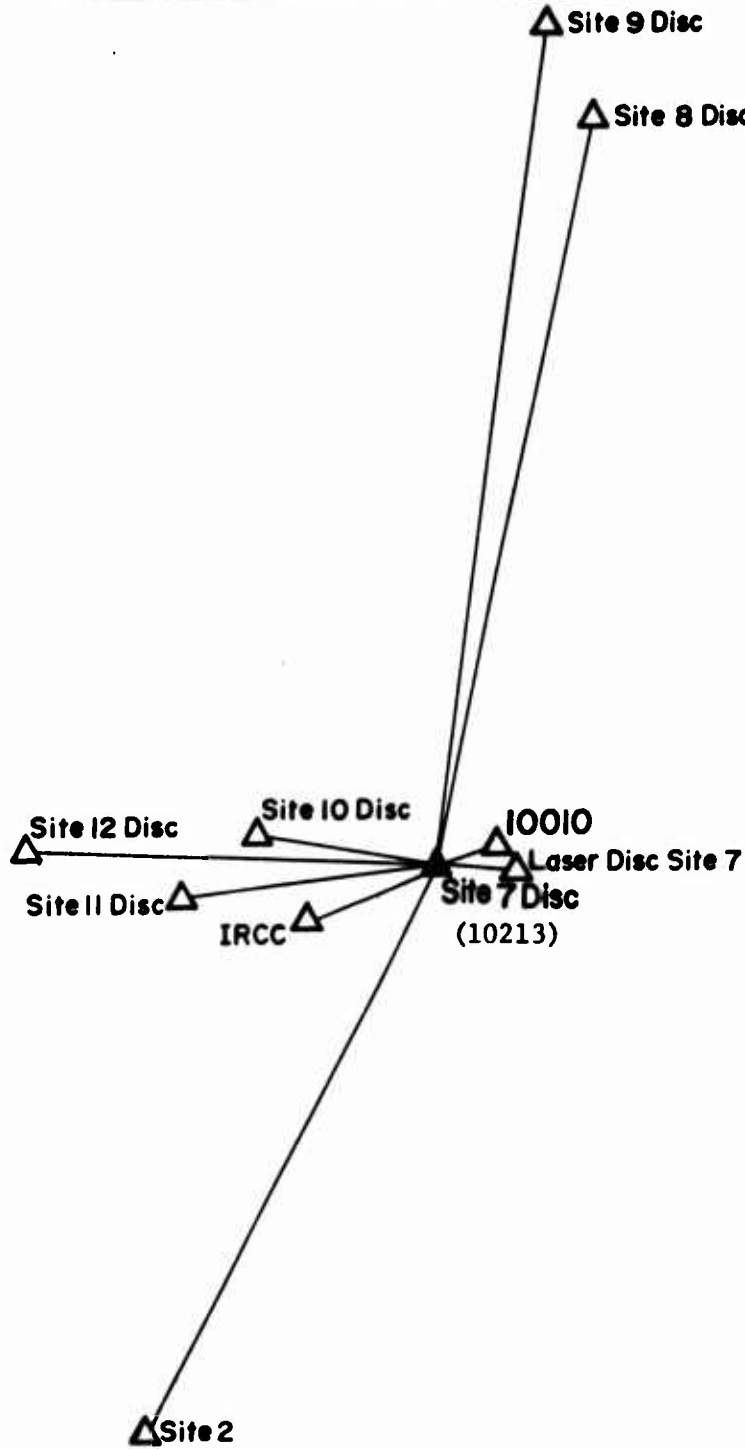 Site 9 Disc
Site 8 Disc
Site 10 Disc
Site 12 Disc
10010
Laser Disc Site 7
Site 7 Disc
Site 11 Disc
IRCC
(10213)
Site 2